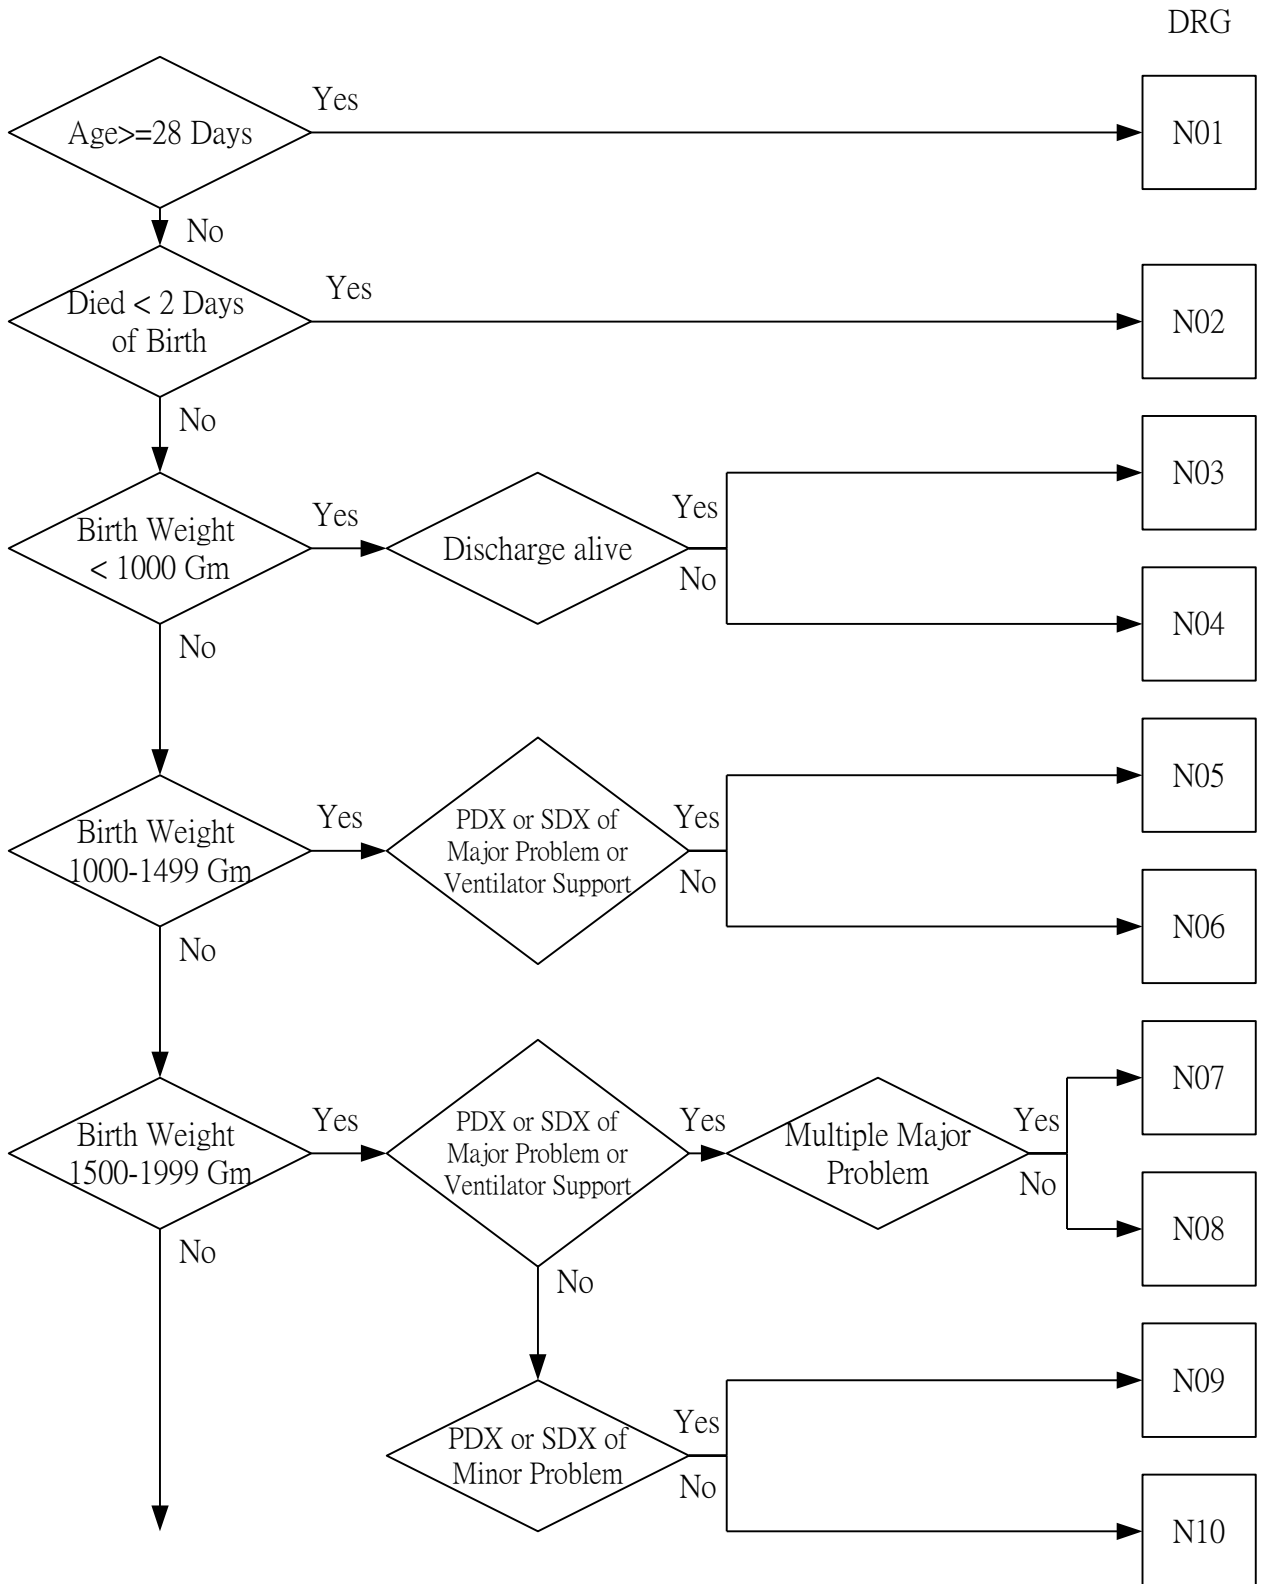 DRG
Age>=28 Days
Yes
N01
No
Died < 2 Days
of Birth
Yes
N02
No
Birth Weight
< 1000 Gm
Yes
Discharge alive
Yes
N03
No
N04
No
Birth Weight
1000-1499 Gm
Yes
PDX or SDX of
Major Problem or
Ventilator Support
Yes
N05
No
N06
No
Birth Weight
1500-1999 Gm
Yes
PDX or SDX of
Major Problem or
Ventilator Support
Yes
Multiple Major
Problem
Yes
N07
No
N08
No
No
PDX or SDX of
Minor Problem
Yes
N09
No
N10